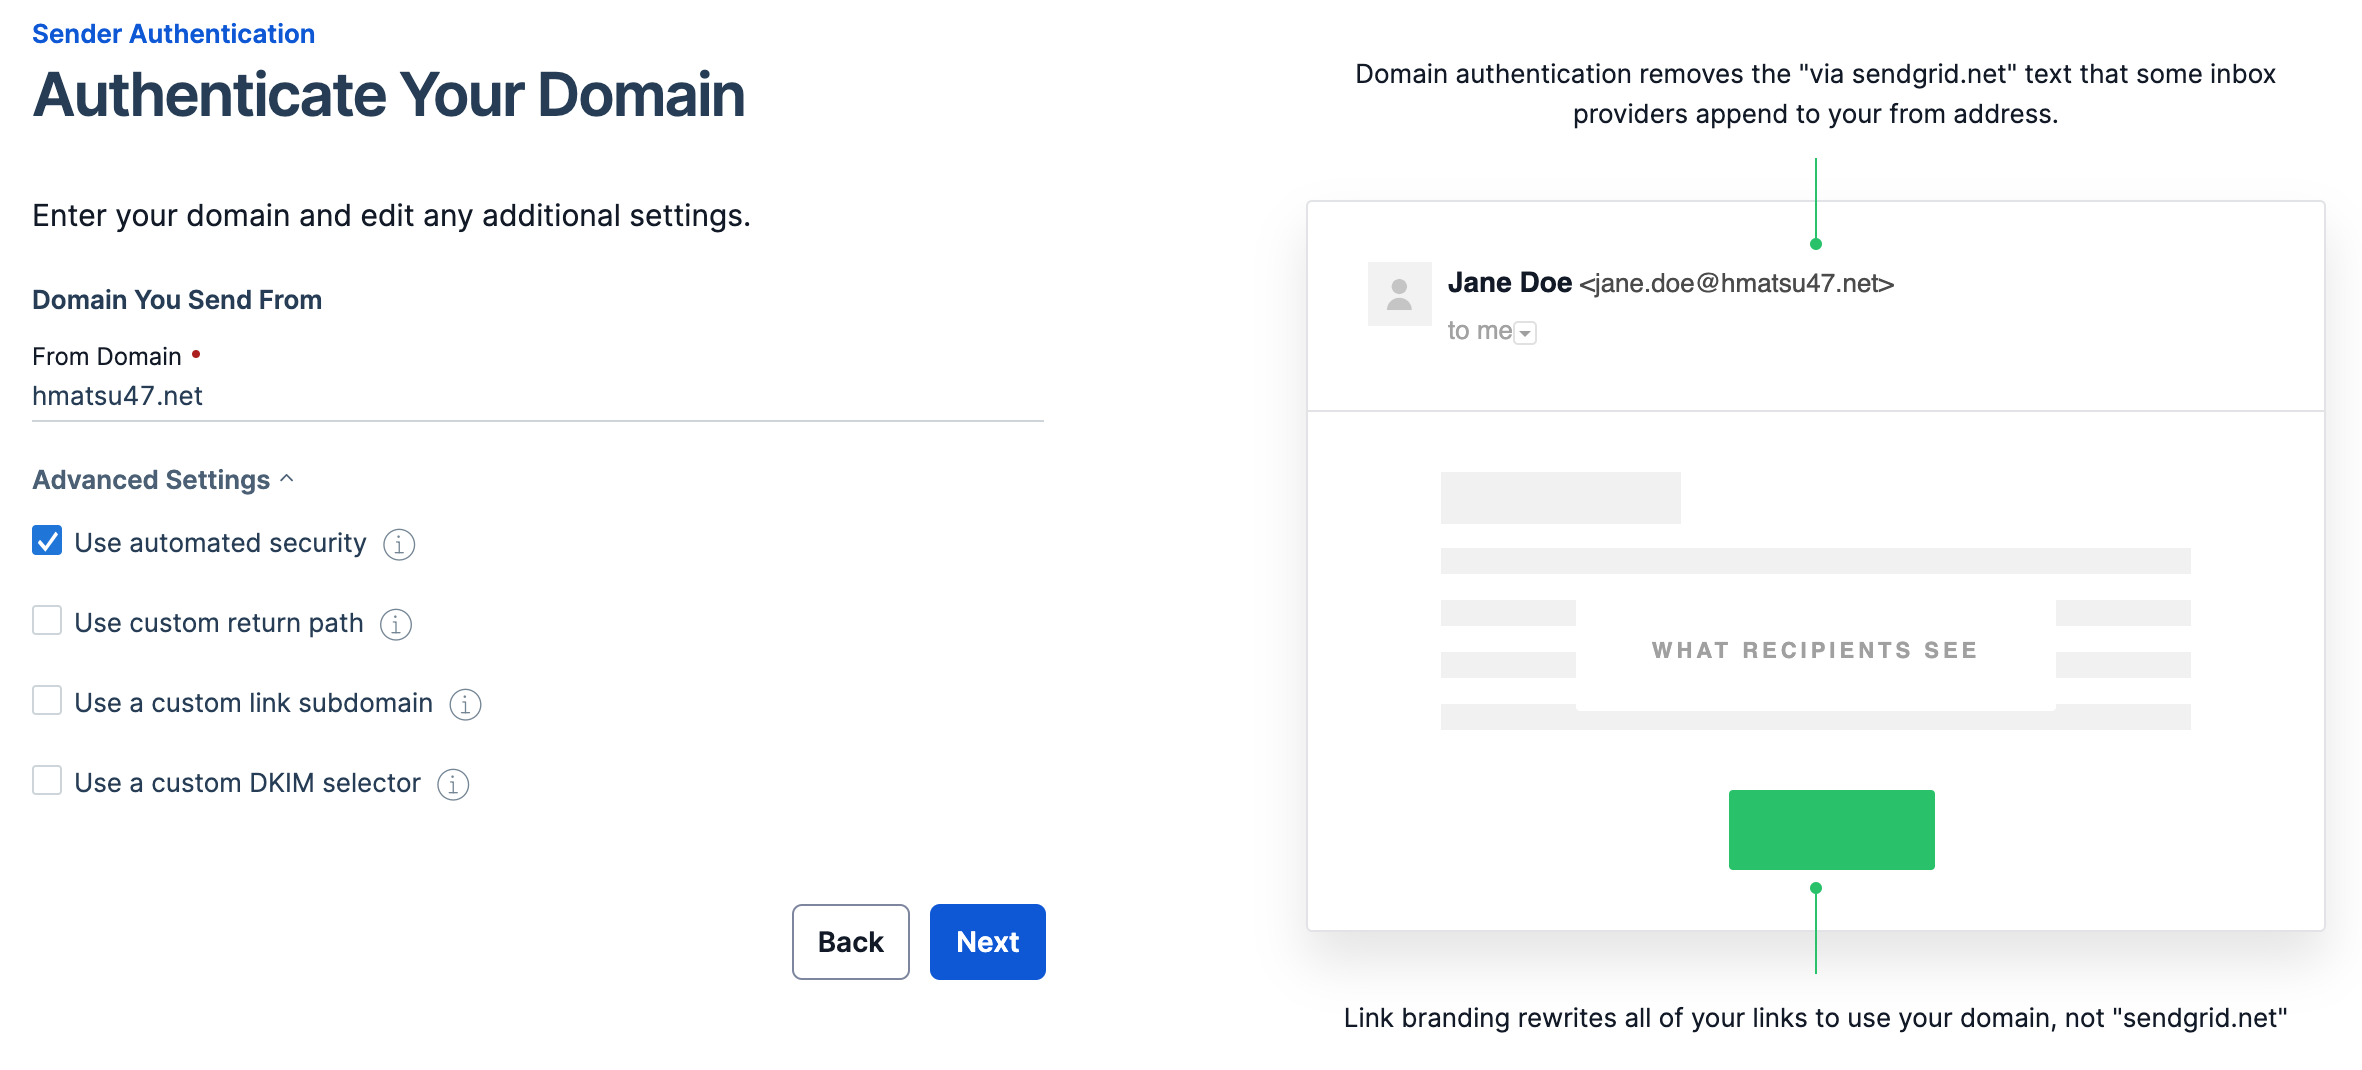 Sender Authentication
Authenticate Your Domain
Enter your domain and edit any additional settings.
Domain You Send From
From Domain •
hmatsu47.net
Advanced Settings ^
Use automated security
Use custom return path
Use a custom link subdomain
Use a custom DKIM selector
Back
Next
Domain authentication removes the "via sendgrid.net" text that some inbox
providers append to your from address.
Jane Doe <jane.doe@hmatsu47.net>
to me
WHAT RECIPIENTS SEE
Link branding rewrites all of your links to use your domain, not "sendgrid.net"